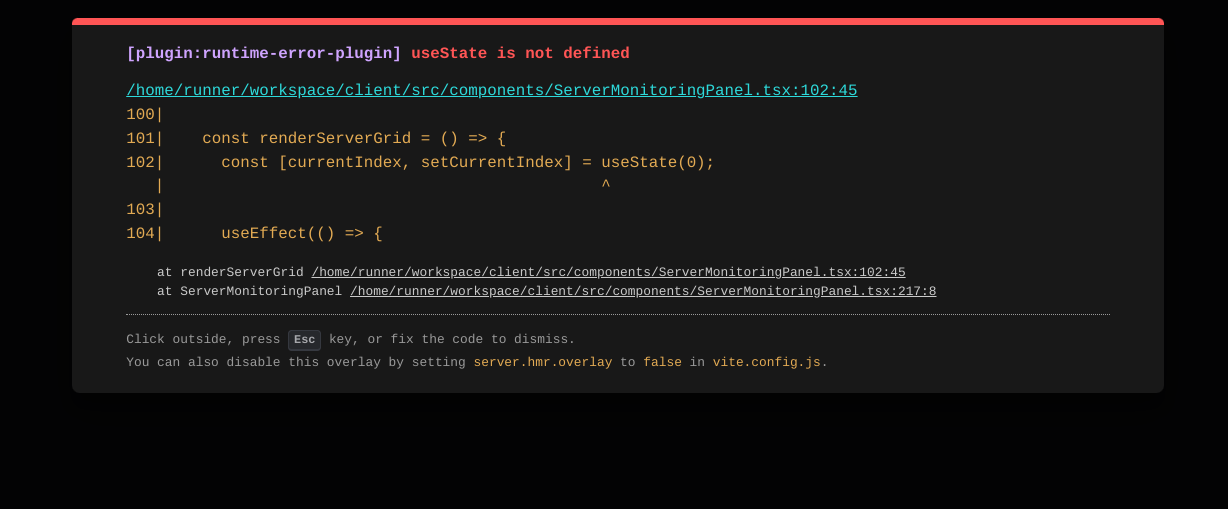 [plugin:runtime-error-plugin] useState is not defined
/home/runner/workspace/client/src/components/ServerMonitoringPanel.tsx:102:45
100|
101|    const renderServerGrid = () => {
102|      const [currentIndex, setCurrentIndex] = useState(0);
   |                                              ^
103|
104|      useEffect(() => {
at renderServerGrid /home/runner/workspace/client/src/components/ServerMonitoringPanel.tsx:102:45
at ServerMonitoringPanel /home/runner/workspace/client/src/components/ServerMonitoringPanel.tsx:217:8
Click outside, press Esc key, or fix the code to dismiss.
You can also disable this overlay by setting server.hmr.overlay to false in vite.config.js.